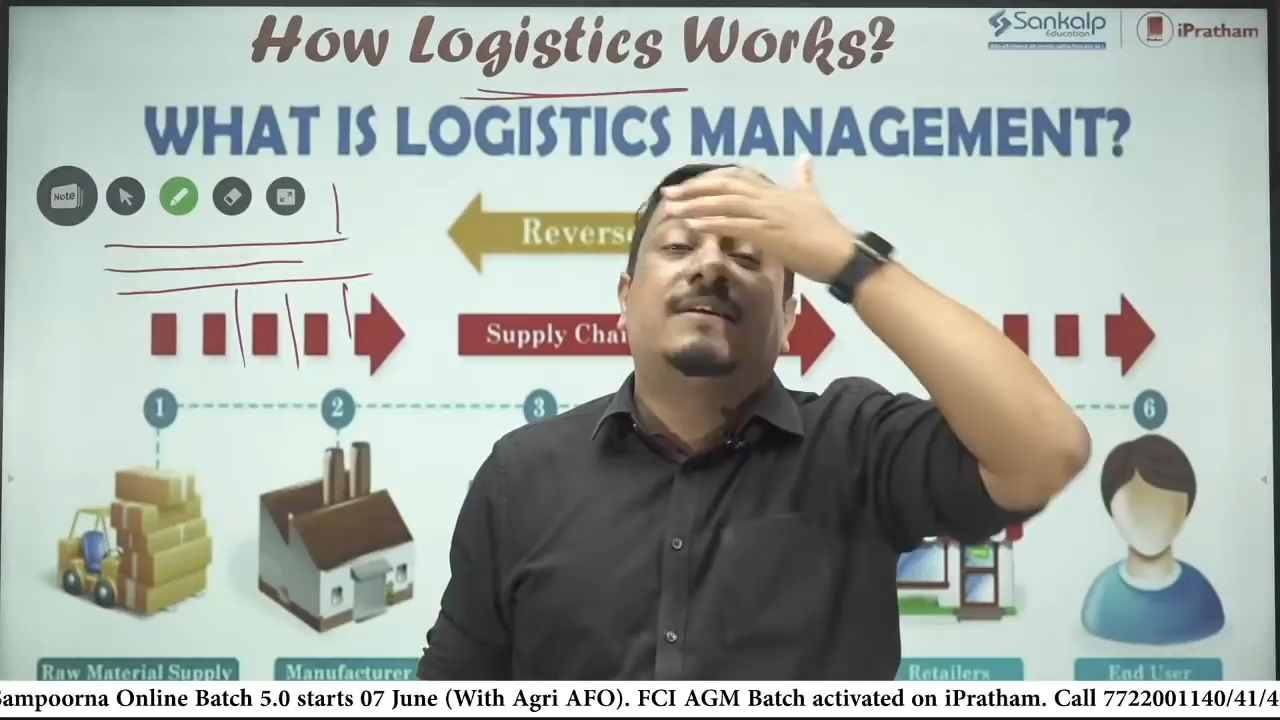 How Logistics Works?
Sankalp
Education
iPratham
WHAT IS LOGISTICS MANAGEMENT?
Note
Supply
1
2
3
6
Raw Material Supply
Manufacturer
Retailers
End User
Sampoorna Online Batch 5.0 starts 07 June (With Agri AFO). FCI AGM Batch activated on iPratham. Call 7722001140/41/4